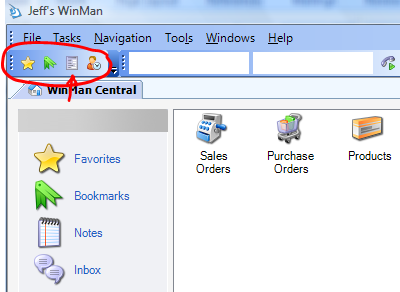 Jeff's WinMan
File Tasks Navigation Tools Windows Help
WinMan Central
Favorites
Bookmarks
Notes
Inbox
Sales
Orders
Purchase
Orders
Products